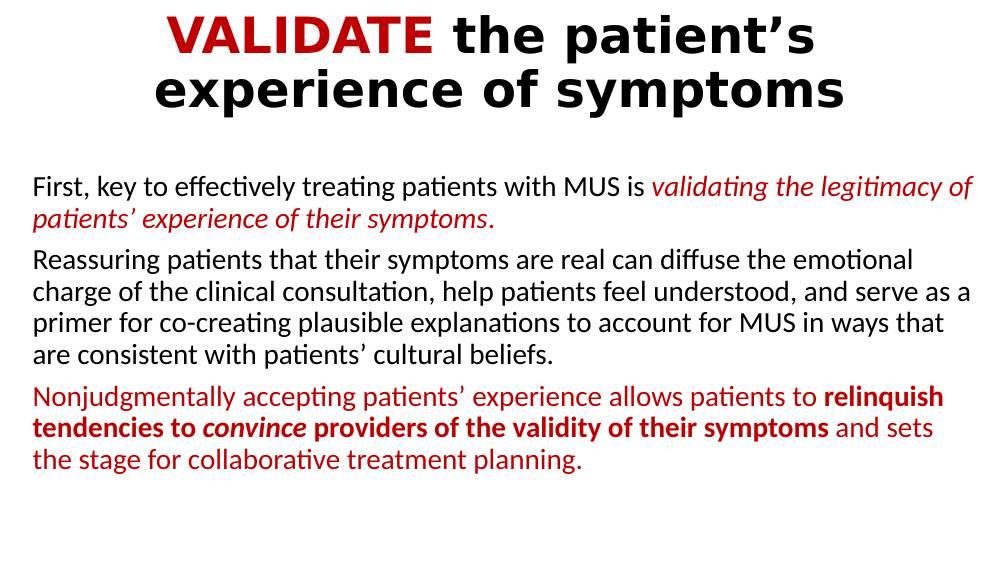 VALIDATE the patient’s
experience of symptoms
First, key to effectively treating patients with MUS is validating the legitimacy of
patients’ experience of their symptoms.
Reassuring patients that their symptoms are real can diffuse the emotional
charge of the clinical consultation, help patients feel understood, and serve as a
primer for co-creating plausible explanations to account for MUS in ways that
are consistent with patients’ cultural beliefs.
Nonjudgmentally accepting patients’ experience allows patients to relinquish
tendencies to convince providers of the validity of their symptoms and sets
the stage for collaborative treatment planning.